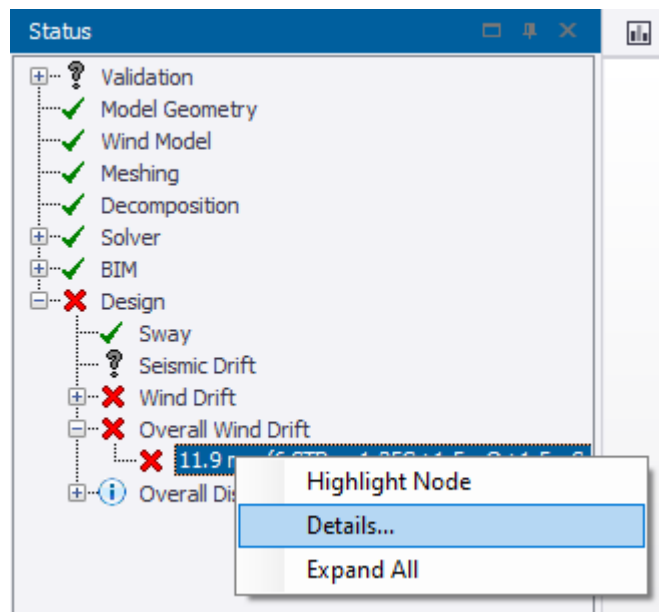 Status
Validation
Model Geometry
Wind Model
Meshing
Decomposition
Solver
BIM
Design
Sway
Seismic Drift
Wind Drift
Overall Wind Drift
11.9
Overall
Highlight Node
Details...
Expand All